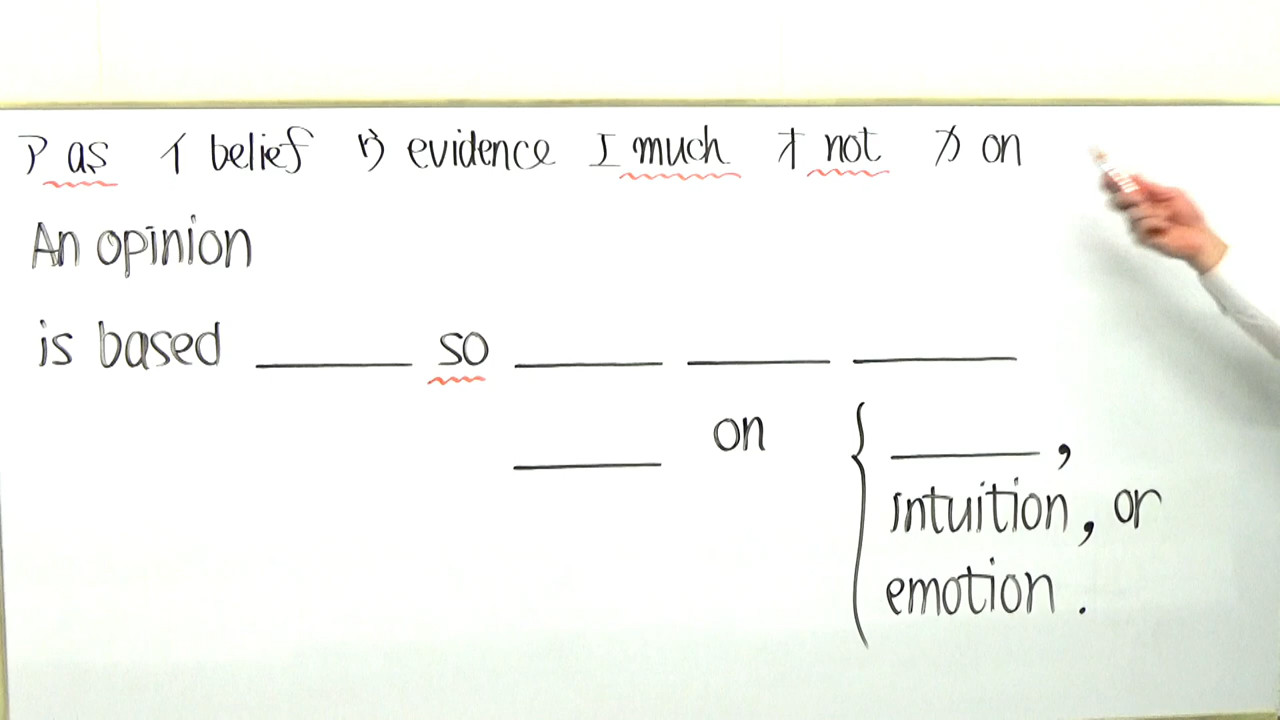 ア as イ belief ウ evidence エ much オ not カ on
An opinion
is based ______ so ______ ______ ______
______ on { ______ ,
intuition , or
emotion .